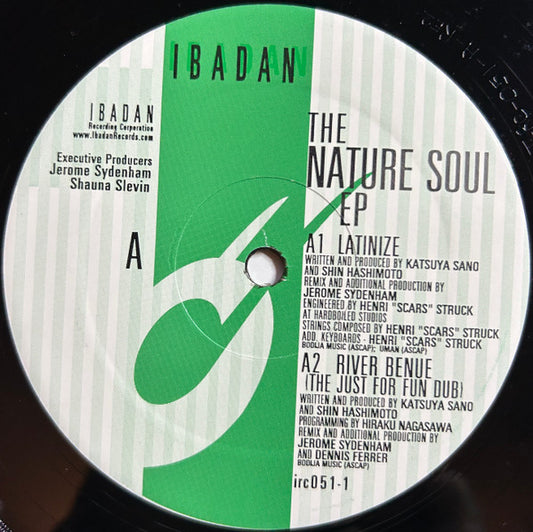 IBADAN
IBADAN
Recording Corporation
www.IbadanRecords.com
Executive Producers
Jerome Sydenham
Shauna Slevin
A
THE
NATURE SOUL
EP
A1 LATINIZE
WRITTEN AND PRODUCED BY KATSUYA SANO
AND SHIN HASHIMOTO
REMIX AND ADDITIONAL PRODUCTION BY
JEROME SYDENHAM
ENGINEERED BY HENRI "SCARS" STRUCK
AT HARDBOILED STUDIOS
STRINGS COMPOSED BY HENRI "SCARS" STRUCK
ADD. KEYBOARDS - HENRI "SCARS" STRUCK
BODIJA MUSIC (ASCAP); UMAN (ASCAP)
A2 RIVER BENUE
(THE JUST FOR FUN DUB)
WRITTEN AND PRODUCED BY KATSUYA SANO
AND SHIN HASHIMOTO
PROGRAMMING BY HIRAKU NAGASAWA
REMIX AND ADDITIONAL PRODUCTION BY
JEROME SYDENHAM
AND DENNIS FERRER
BODIJA MUSIC (ASCAP)
irc051-1